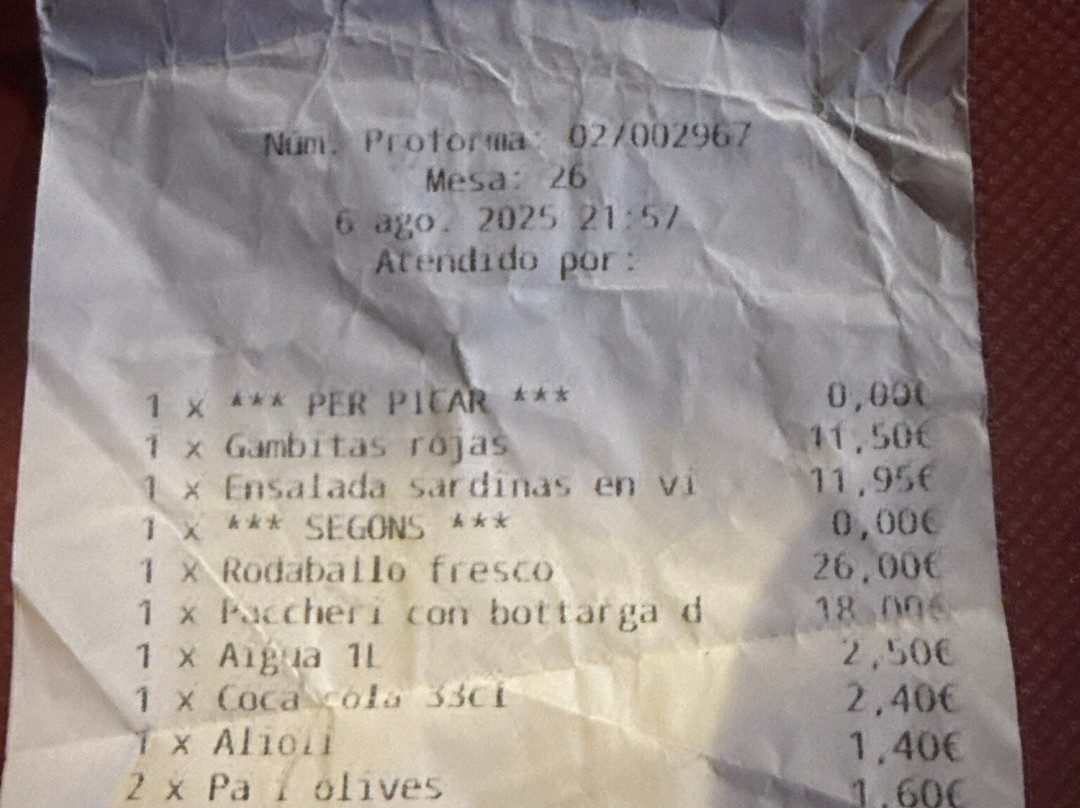 Núm. Proforma: 02/002967
Mesa: 26
6 ago. 2025 21:57
Atendido por:
1 x *** PER PICAR *** 0,00€
1 x Gambitas rojas 11,50€
1 x Ensalada sardinas en vi 11,95€
1 x *** SEGONS *** 0,00€
1 x Rodaballo fresco 26,00€
1 x Paccheri con bottarga d 18,00€
1 x Aigua 1L 2,50€
1 x Coca cola 33cl 2,40€
1 x Alioli 1,40€
2 x Pa i olives 1,60€